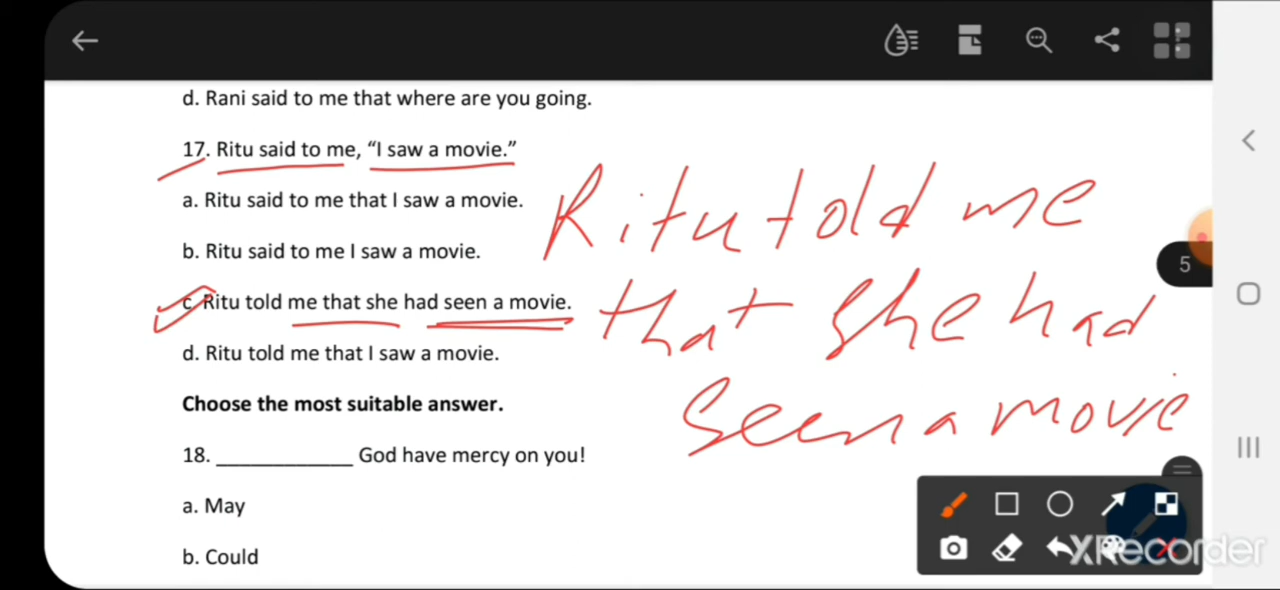 d. Rani said to me that where are you going.
17. Ritu said to me, “I saw a movie.”
a. Ritu said to me that I saw a movie.
b. Ritu said to me I saw a movie.
c. Ritu told me that she had seen a movie.
d. Ritu told me that I saw a movie.
Choose the most suitable answer.
18. ____________ God have mercy on you!
a. May
b. Could
Ritu told me
that She had
Seen a movie
5
XRecorder